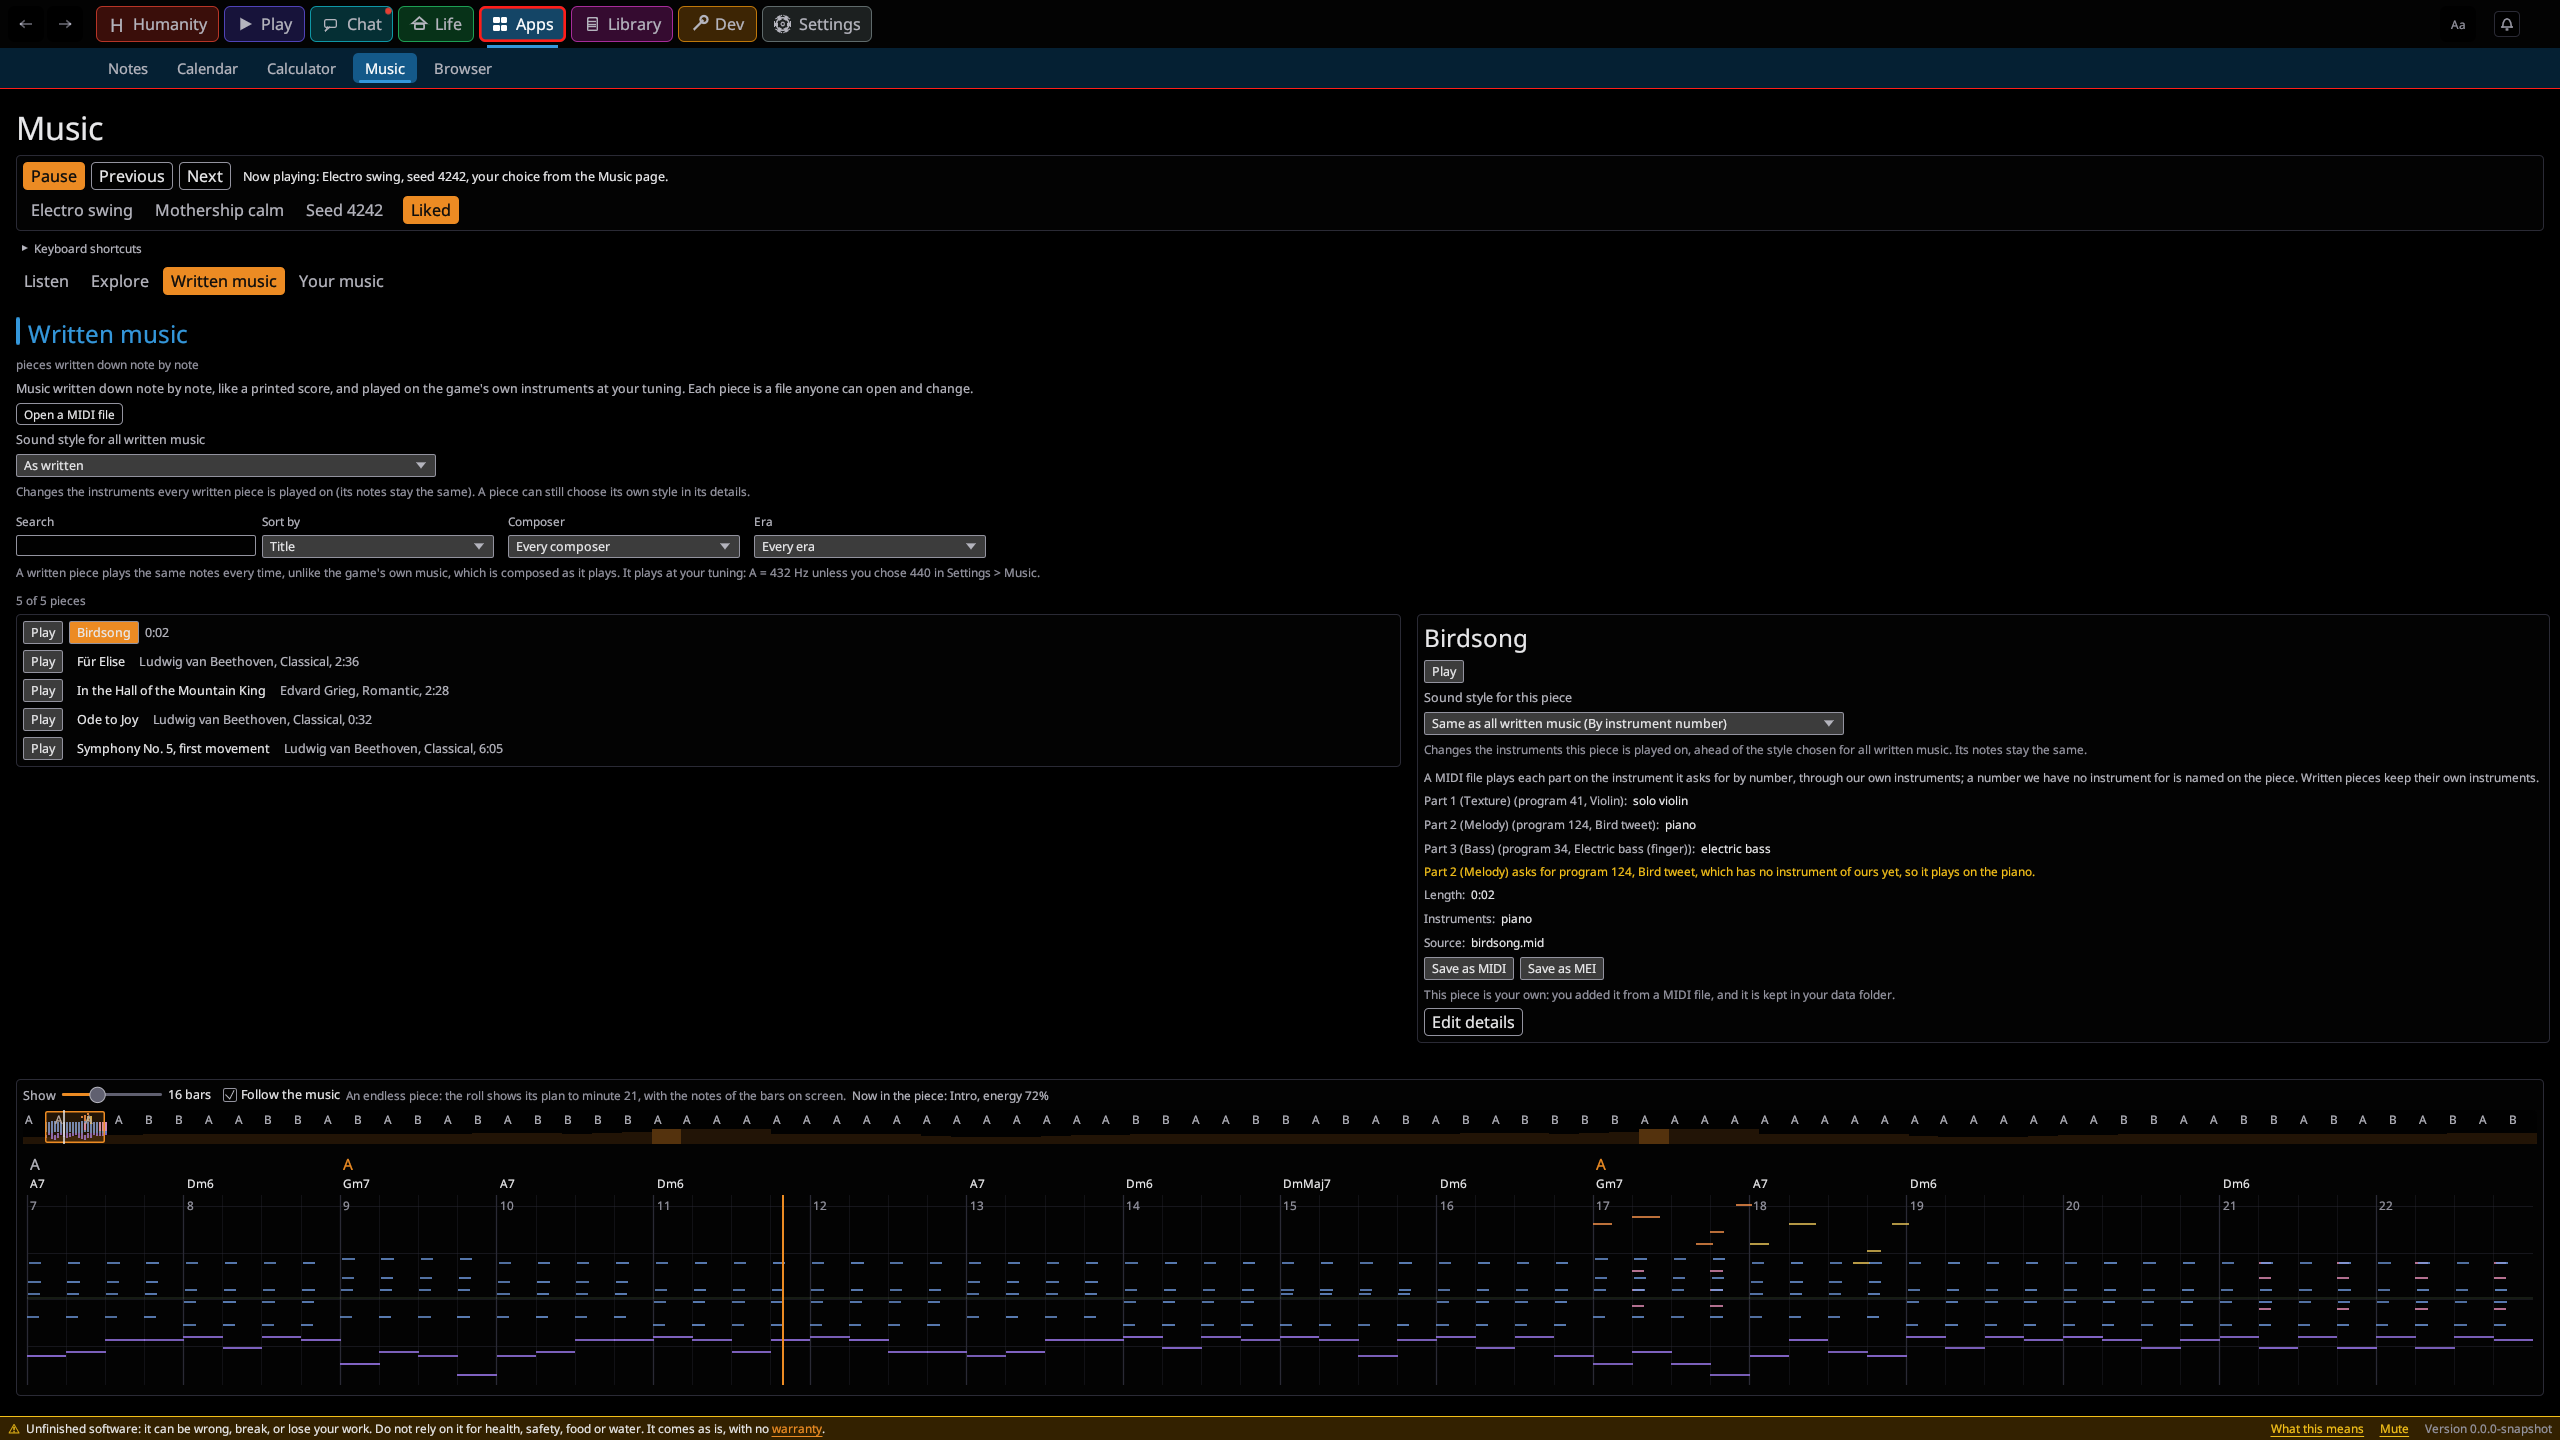 ← → H Humanity Play Chat Life Apps Library Dev Settings Aa
Notes Calendar Calculator Music Browser
Music
Pause Previous Next Now playing: Electro swing, seed 4242, your choice from the Music page.
Electro swing Mothership calm Seed 4242 Liked
Keyboard shortcuts
Listen Explore Written music Your music
Written music
pieces written down note by note
Music written down note by note, like a printed score, and played on the game's own instruments at your tuning. Each piece is a file anyone can open and change.
Open a MIDI file
Sound style for all written music
As written
Changes the instruments every written piece is played on (its notes stay the same). A piece can still choose its own style in its details.
Search Sort by Composer Era
Title Every composer Every era
A written piece plays the same notes every time, unlike the game's own music, which is composed as it plays. It plays at your tuning: A = 432 Hz unless you chose 440 in Settings > Music.
5 of 5 pieces
Play Birdsong 0:02
Play Für Elise Ludwig van Beethoven, Classical, 2:36
Play In the Hall of the Mountain King Edvard Grieg, Romantic, 2:28
Play Ode to Joy Ludwig van Beethoven, Classical, 0:32
Play Symphony No. 5, first movement Ludwig van Beethoven, Classical, 6:05
Birdsong
Play
Sound style for this piece
Same as all written music (By instrument number)
Changes the instruments this piece is played on, ahead of the style chosen for all written music. Its notes stay the same.
A MIDI file plays each part on the instrument it asks for by number, through our own instruments; a number we have no instrument for is named on the piece. Written pieces keep their own instruments.
Part 1 (Texture) (program 41, Violin): solo violin
Part 2 (Melody) (program 124, Bird tweet): piano
Part 3 (Bass) (program 34, Electric bass (finger)): electric bass
Part 2 (Melody) asks for program 124, Bird tweet, which has no instrument of ours yet, so it plays on the piano.
Length: 0:02
Instruments: piano
Source: birdsong.mid
Save as MIDI Save as MEI
This piece is your own: you added it from a MIDI file, and it is kept in your data folder.
Edit details
Show 16 bars Follow the music An endless piece: the roll shows its plan to minute 21, with the notes of the bars on screen. Now in the piece: Intro, energy 72%
A A A A B B A A B B A B A B A B A B B B B A A A A A A A A A A A A A A A A B B A A B B A B A B A B A B B B B A A A A A A A A A A A A A A A A B B A A B B A B A B A B
A A A
A7 Dm6 Gm7 A7 Dm6 A7 Dm6 DmMaj7 Dm6 Gm7 A7 Dm6 Dm6
7 8 9 10 11 12 13 14 15 16 17 18 19 20 21 22
⚠ Unfinished software: it can be wrong, break, or lose your work. Do not rely on it for health, safety, food or water. It comes as is, with no warranty. What this means Mute Version 0.0.0-snapshot